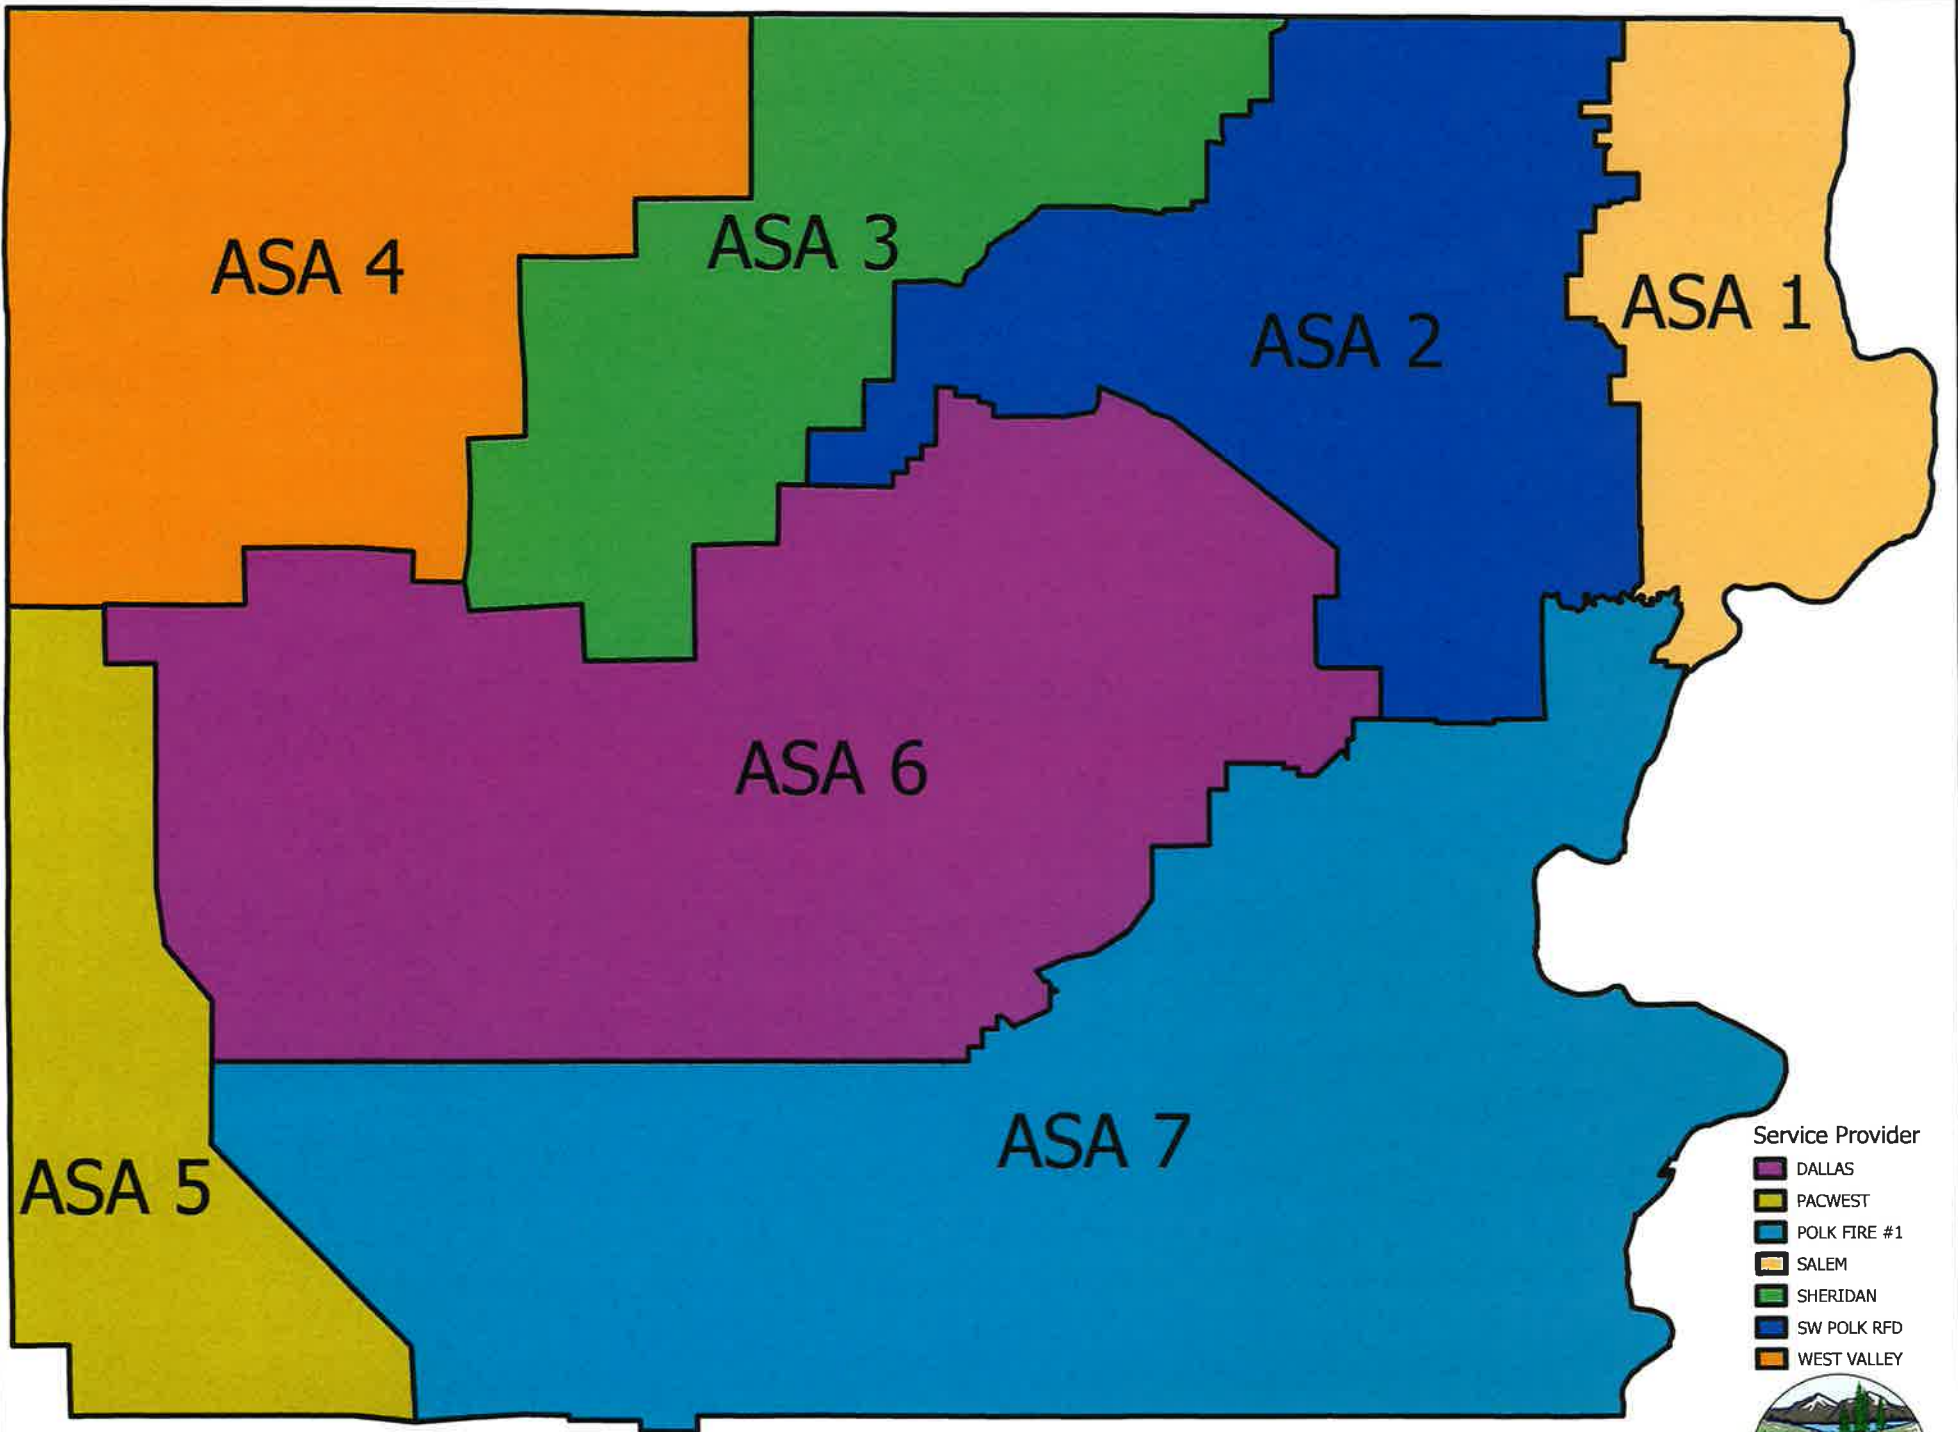 ASA 4
ASA 3
ASA 2
ASA 1
ASA 6
ASA 7
ASA 5
Service Provider
DALLAS
PACWEST
POLK FIRE #1
SALEM
SHERIDAN
SW POLK RFD
WEST VALLEY